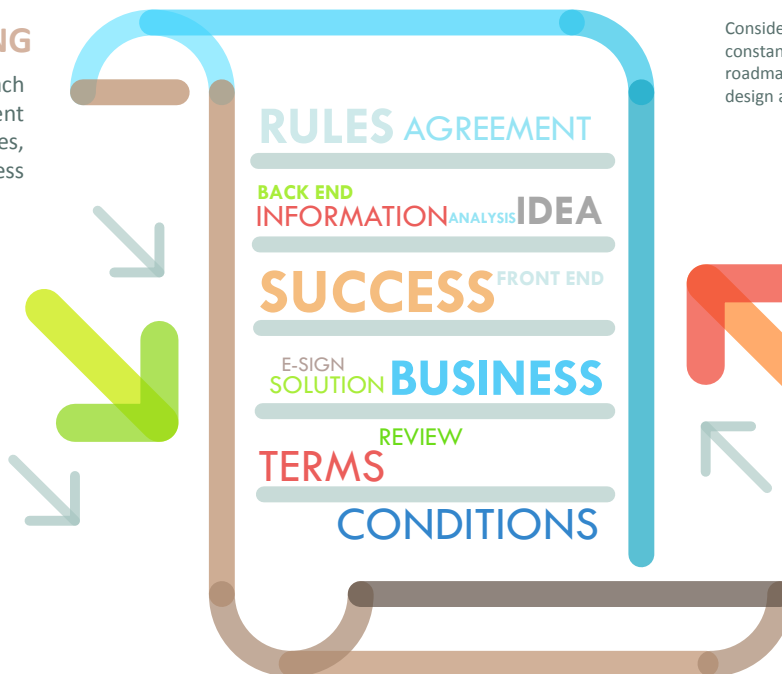 NG
ach
ent
es,
ess
RULES AGREEMENT
BACK END
INFORMATION ANALYSIS IDEA
SUCCESS FRONT END
E-SIGN
SOLUTION BUSINESS
REVIEW
TERMS
CONDITIONS
Conside
constan
roadma
design a